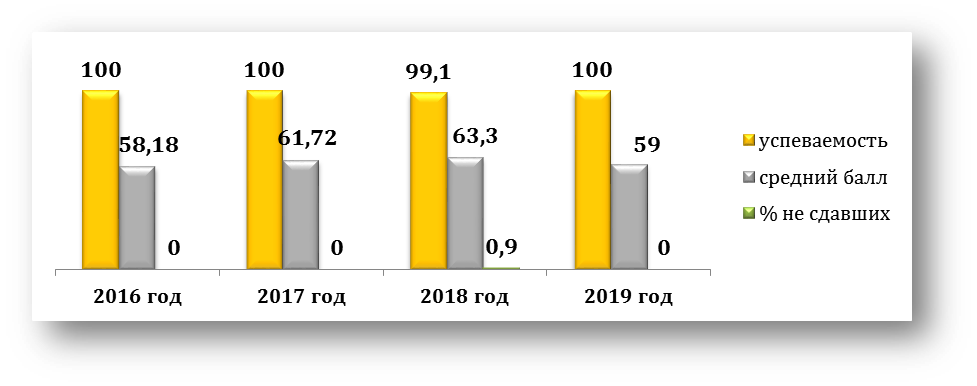 100
58,18
0
100
61,72
0
99,1
63,3
0,9
100
59
0
2016 год
2017 год
2018 год
2019 год
успеваемость
средний балл
% не сдавших